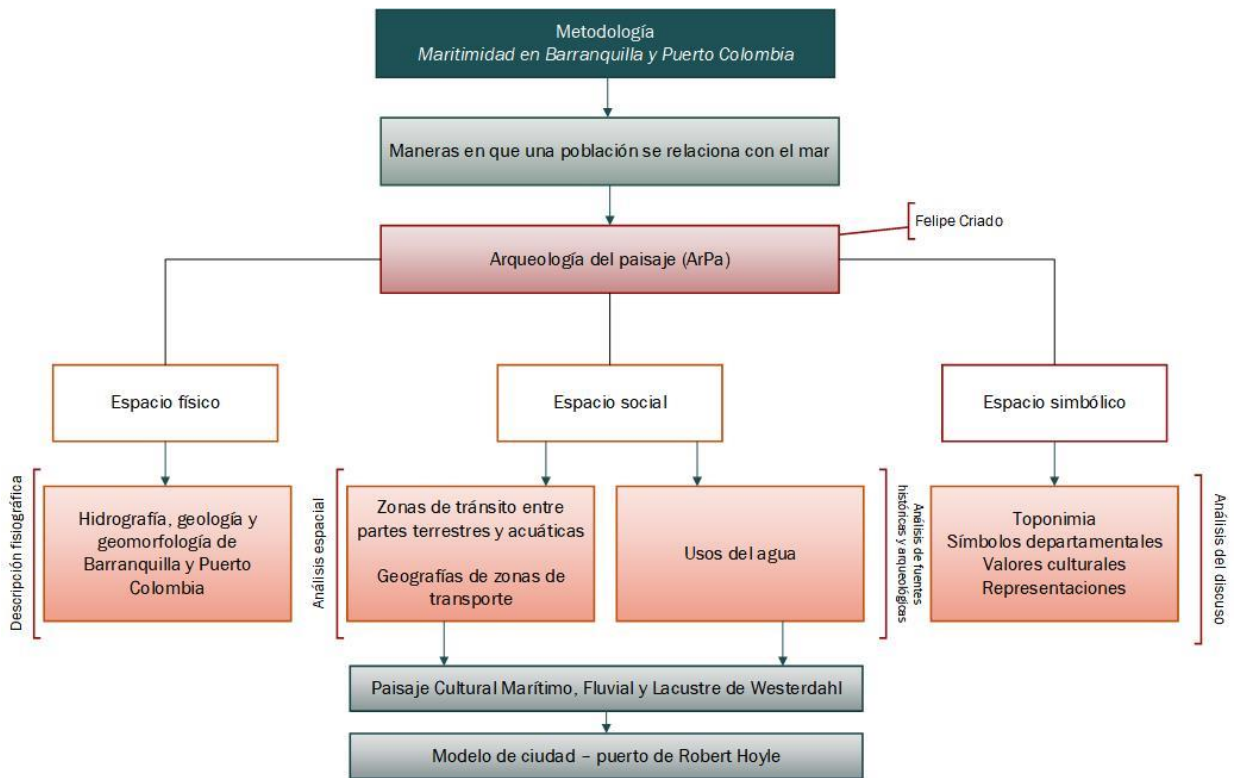 Metodología
Maritimidad en Barranquilla y Puerto Colombia
Maneras en que una población se relaciona con el mar
Felipe Criado
Arqueología del paisaje (ArPa)
Espacio físico
Espacio social
Espacio simbólico
Descripción fisiográfica
Hidrografía, geología y
geomorfología de
Barranquilla y Puerto
Colombia
Análisis espacial
Zonas de tránsito entre
partes terrestres y acuáticas
Geografías de zonas de
transporte
Usos del agua
Análisis de fuentes
históricas y arqueológicas
Toponimia
Símbolos departamentales
Valores culturales
Representaciones
Análisis del discuso
Paisaje Cultural Marítimo, Fluvial y Lacustre de Westerdahl
Modelo de ciudad – puerto de Robert Hoyle